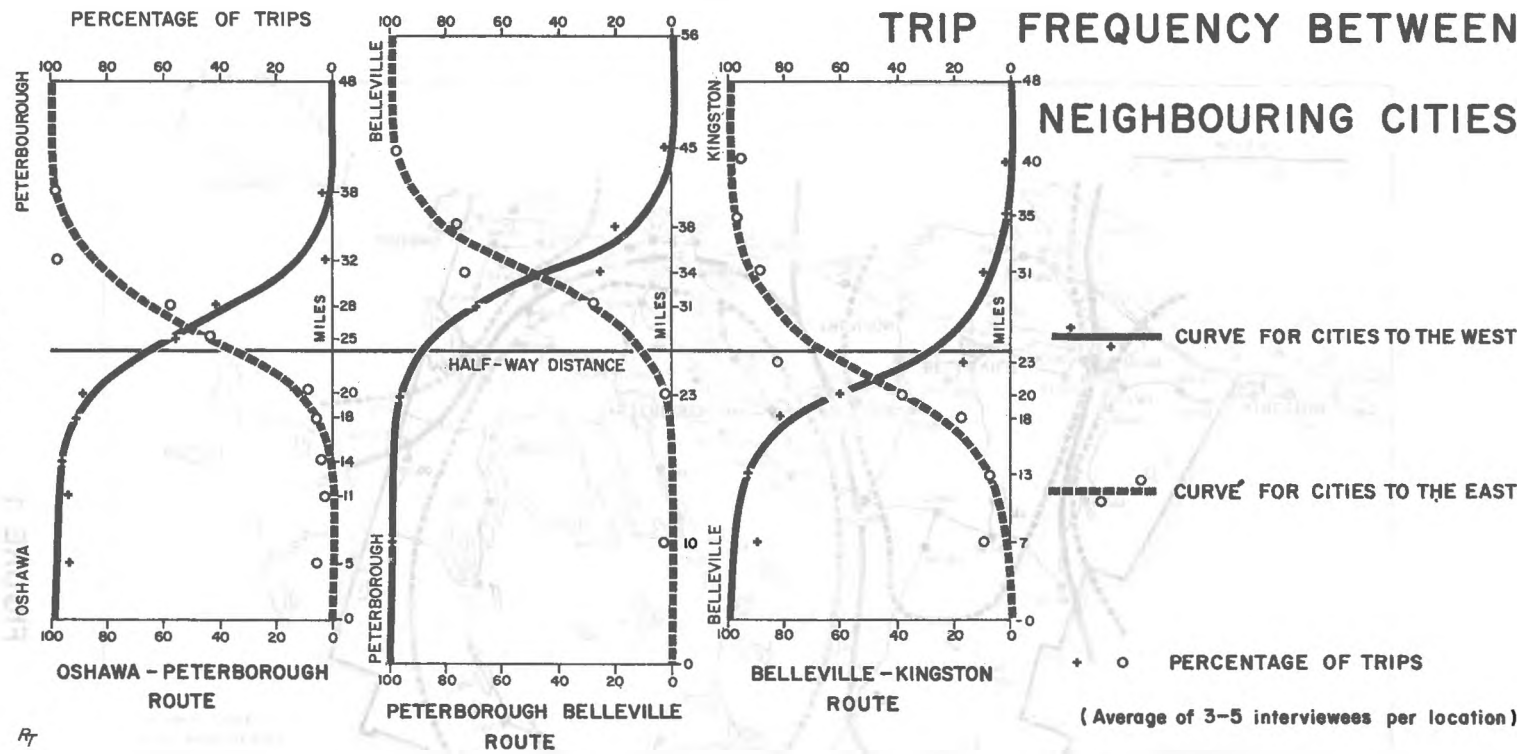 TRIP FREQUENCY BETWEEN
NEIGHBOURING CITIES
PERCENTAGE OF TRIPS
100 80 60 40 20 0
PETERBOUROUGH
OSHAWA
MILES
48
38
32
28
25
20
18
14
11
5
0
100 80 60 40 20 0
OSHAWA - PETERBOROUGH
ROUTE
100 80 60 40 20 0
BELLEVILLE
PETERBOROUGH
MILES
56
45
38
34
31
23
10
0
HALF-WAY DISTANCE
100 80 60 40 20 0
PETERBOROUGH BELLEVILLE
ROUTE
100 80 60 40 20 0
KINGSTON
BELLEVILLE
MILES
48
40
35
31
23
20
18
13
7
0
100 80 60 40 20 0
BELLEVILLE - KINGSTON
ROUTE
CURVE FOR CITIES TO THE WEST
CURVE FOR CITIES TO THE EAST
+ o PERCENTAGE OF TRIPS
(Average of 3-5 interviewees per location)
RT